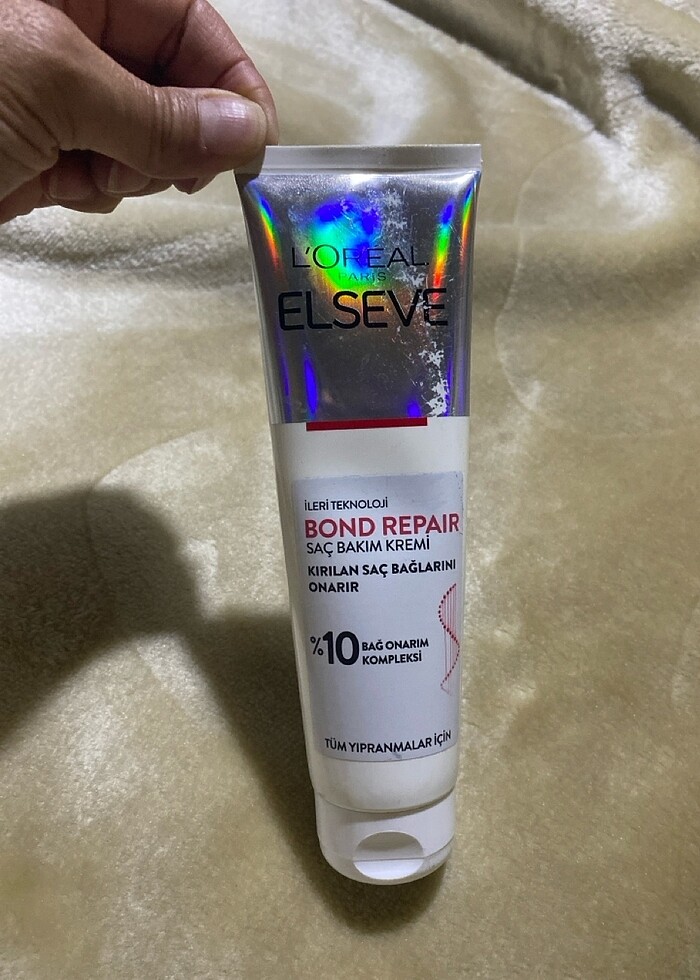 L'ORÉAL
PARIS
ELSEVE
İLERİ TEKNOLOJİ
BOND REPAIR
SAÇ BAKIM KREMİ
KIRILAN SAÇ BAĞLARINI
ONARIR
%10 BAĞ ONARIM
KOMPLEKSİ
TÜM YIPRANMALAR İÇİN